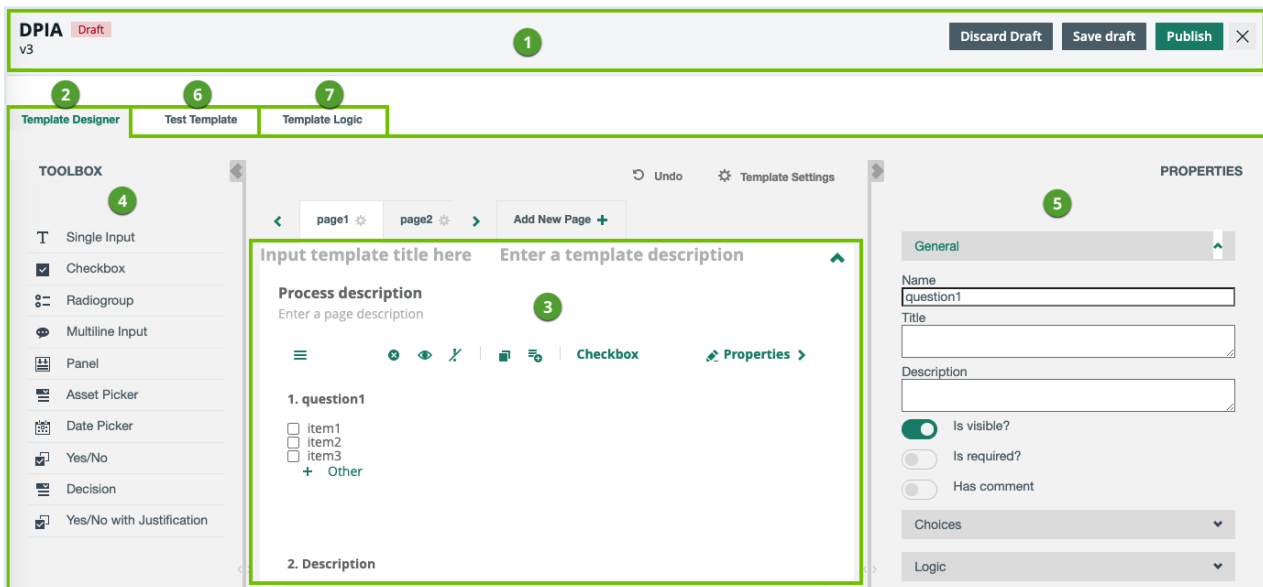 DPIA Draft
v3
1
Discard Draft Save draft Publish
2 6 7
Template Designer Test Template Template Logic
TOOLBOX
4
Single Input
Checkbox
Radiogroup
Multiline Input
Panel
Asset Picker
Date Picker
Yes/No
Decision
Yes/No with Justification
Undo Template Settings
page1 page2 Add New Page
Input template title here Enter a template description
Process description
3
Enter a page description
Checkbox Properties
1. question1
item1
item2
item3
Other
2. Description
PROPERTIES
5
General
Name
question1
Title
Description
Is visible?
Is required?
Has comment
Choices
Logic